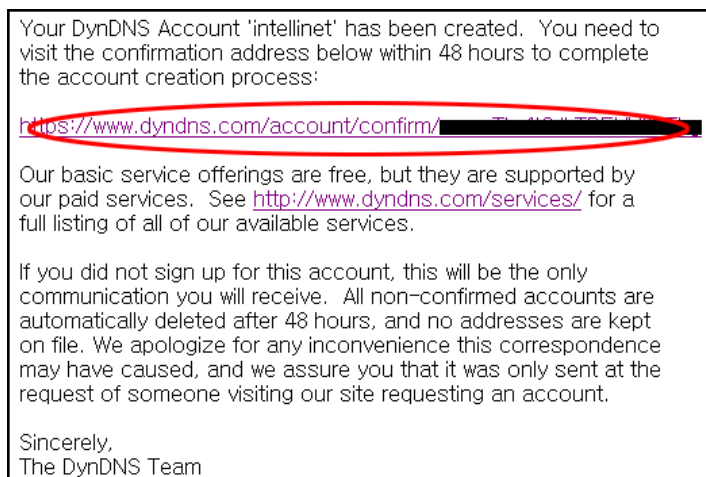 Your DynDNS Account 'intellinet' has been created.  You need to
visit the confirmation address below within 48 hours to complete
the account creation process:
https://www.dyndns.com/account/confirm/
Our basic service offerings are free, but they are supported by
our paid services.  See http://www.dyndns.com/services/ for a
full listing of all of our available services.
If you did not sign up for this account, this will be the only
communication you will receive.  All non-confirmed accounts are
automatically deleted after 48 hours, and no addresses are kept
on file. We apologize for any inconvenience this correspondence
may have caused, and we assure you that it was only sent at the
request of someone visiting our site requesting an account.
Sincerely,
The DynDNS Team